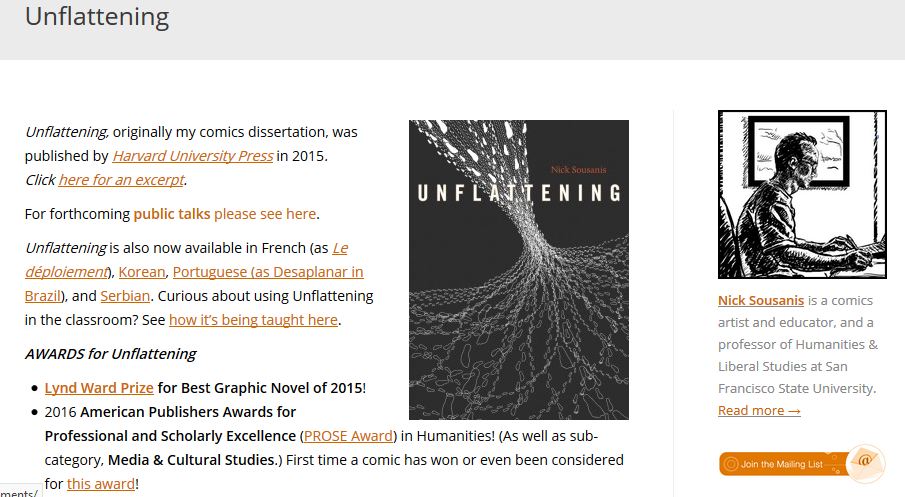 Unflattening
Unflattening, originally my comics dissertation, was
published by Harvard University Press in 2015.
Click here for an excerpt.
For forthcoming public talks please see here.
Unflattening is also now available in French (as Le
déploiement), Korean, Portuguese (as Desaplanar in
Brazil), and Serbian. Curious about using Unflattening
in the classroom? See how it's being taught here.
AWARDS for Unflattening
Lynd Ward Prize for Best Graphic Novel of 2015!
2016 American Publishers Awards for
Professional and Scholarly Excellence (PROSE Award) in Humanities! (As well as sub-
category, Media & Cultural Studies.) First time a comic has won or even been considered
for this award!
ments/
Nick Sousanis
UNFLATTENING
Nick Sousanis is a comics
artist and educator, and a
professor of Humanities &
Liberal Studies at San
Francisco State University.
Read more →
Join the Mailing List @